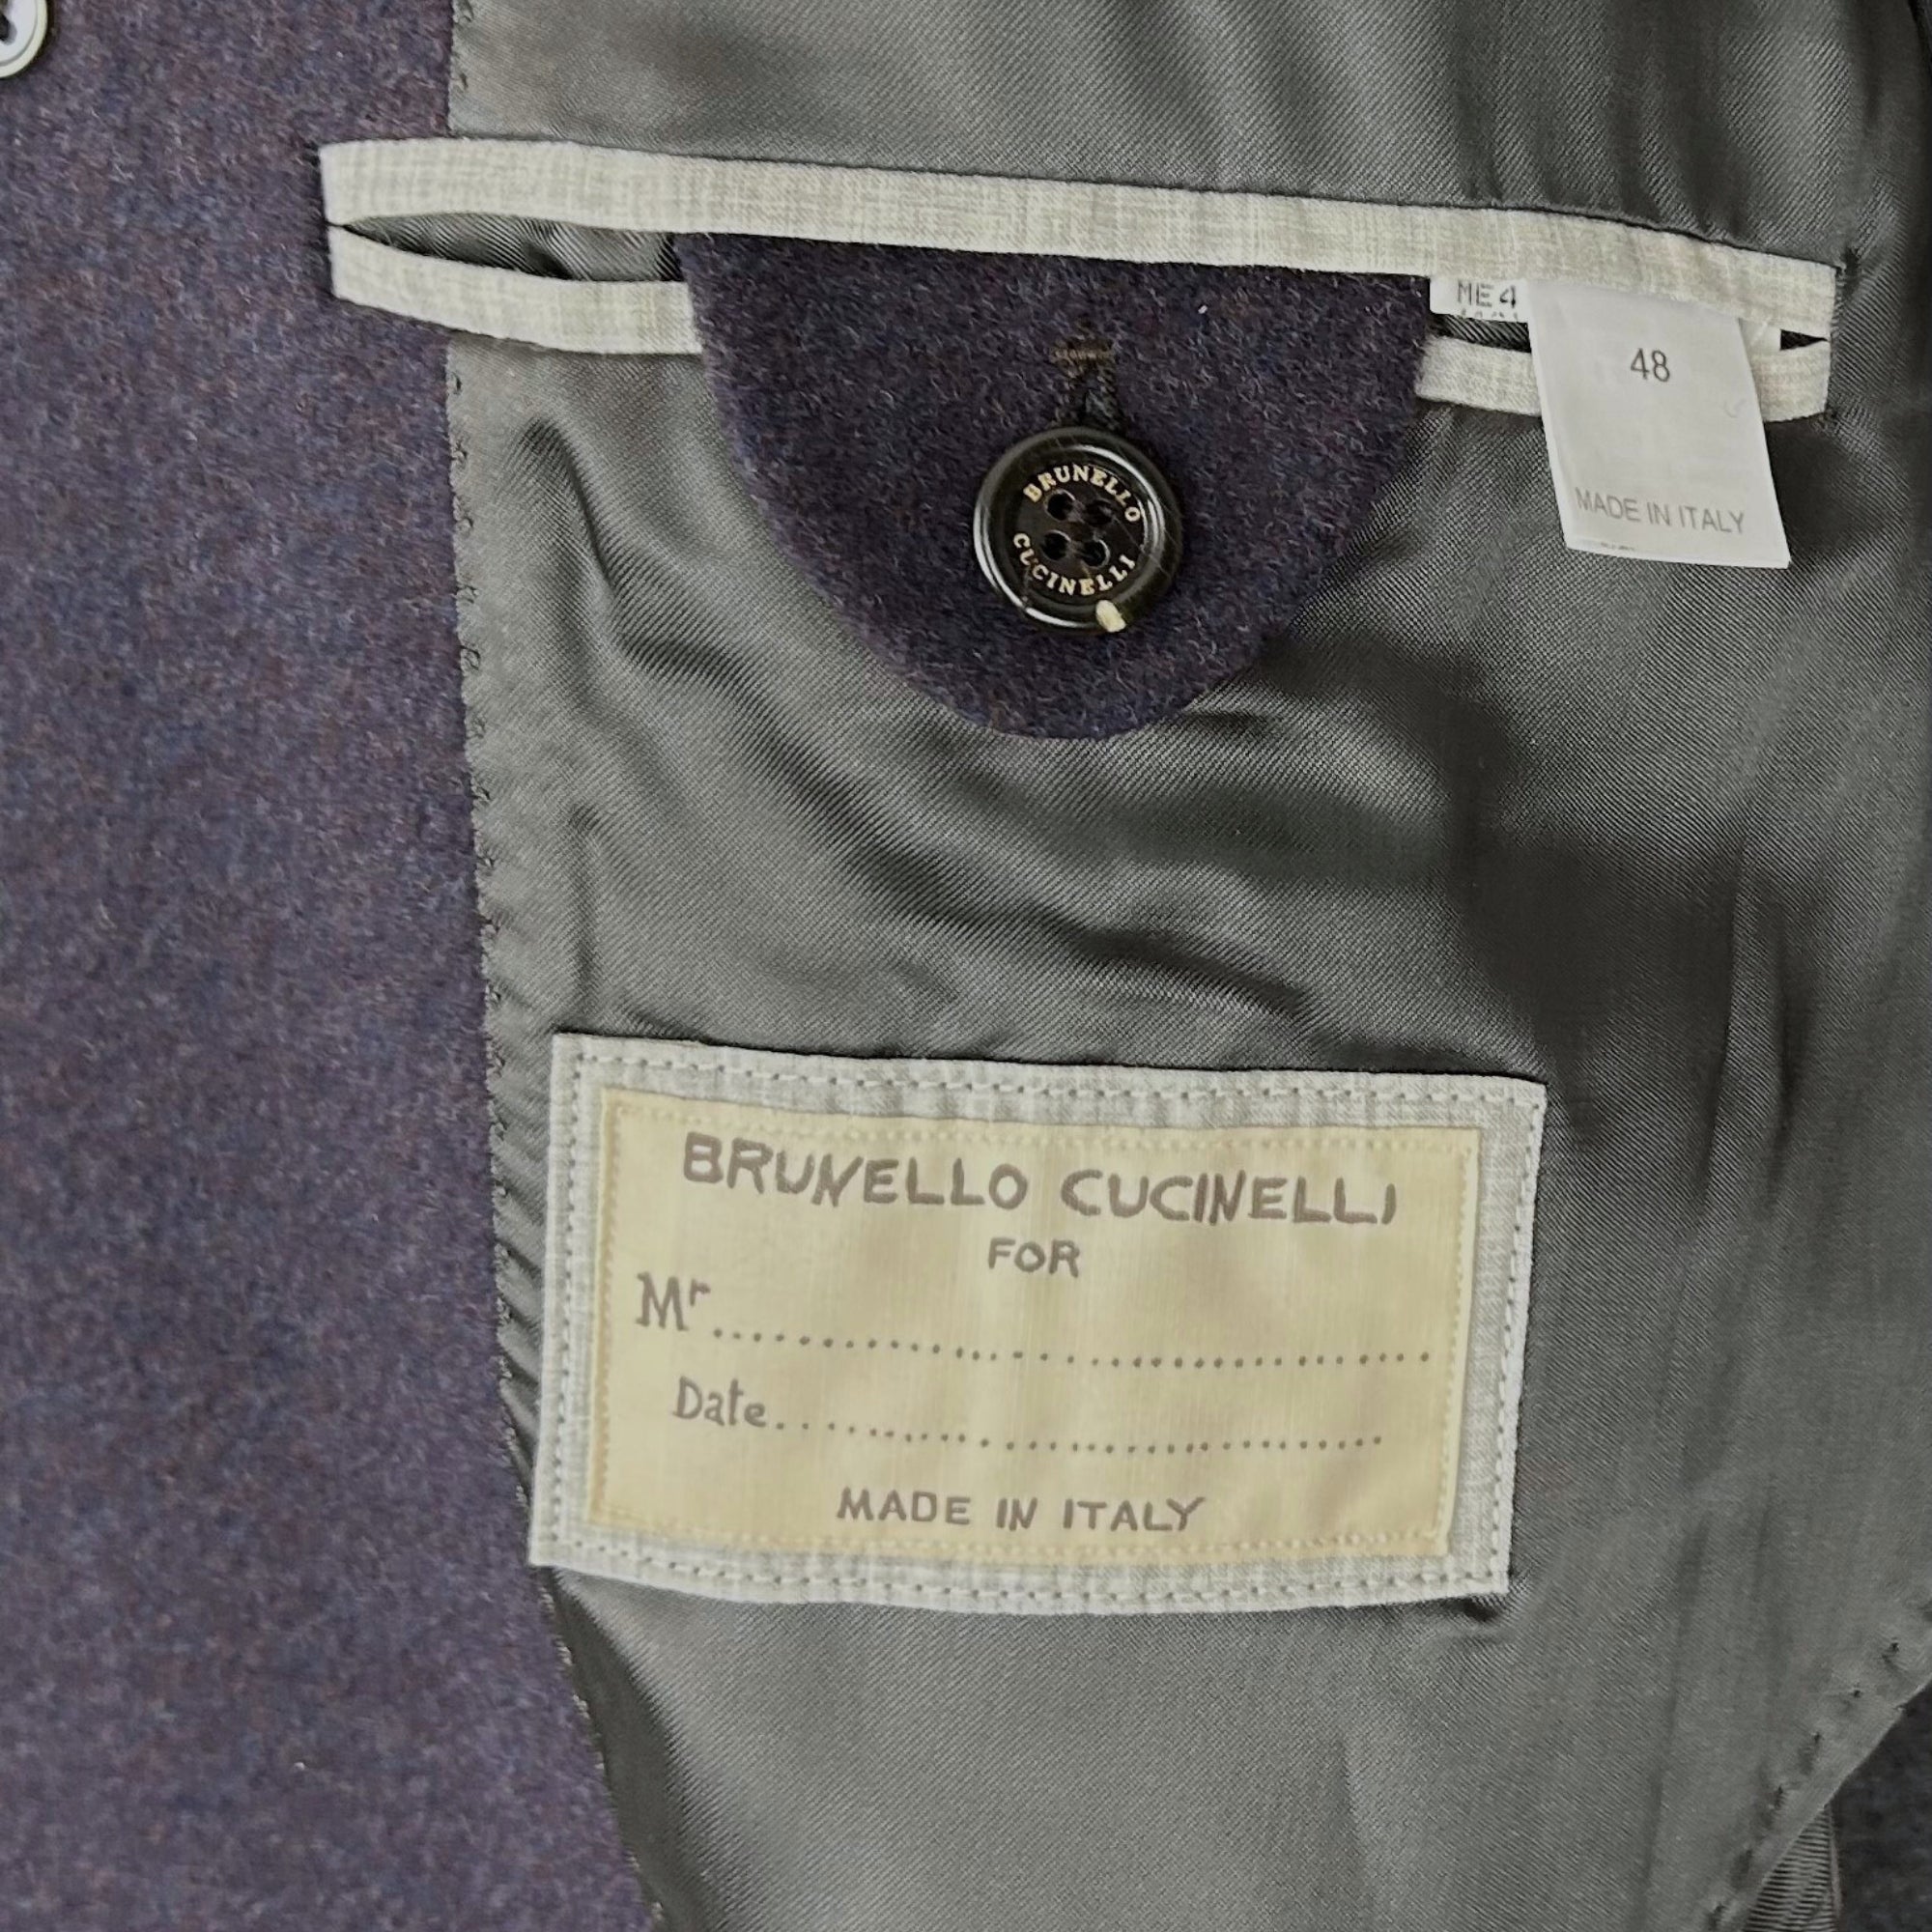 ME4
48
MADE IN ITALY
BRUNELLO
CUCINELLI
BRUNELLO CUCINELLI
FOR
Mr....................................
Date..............................
MADE IN ITALY